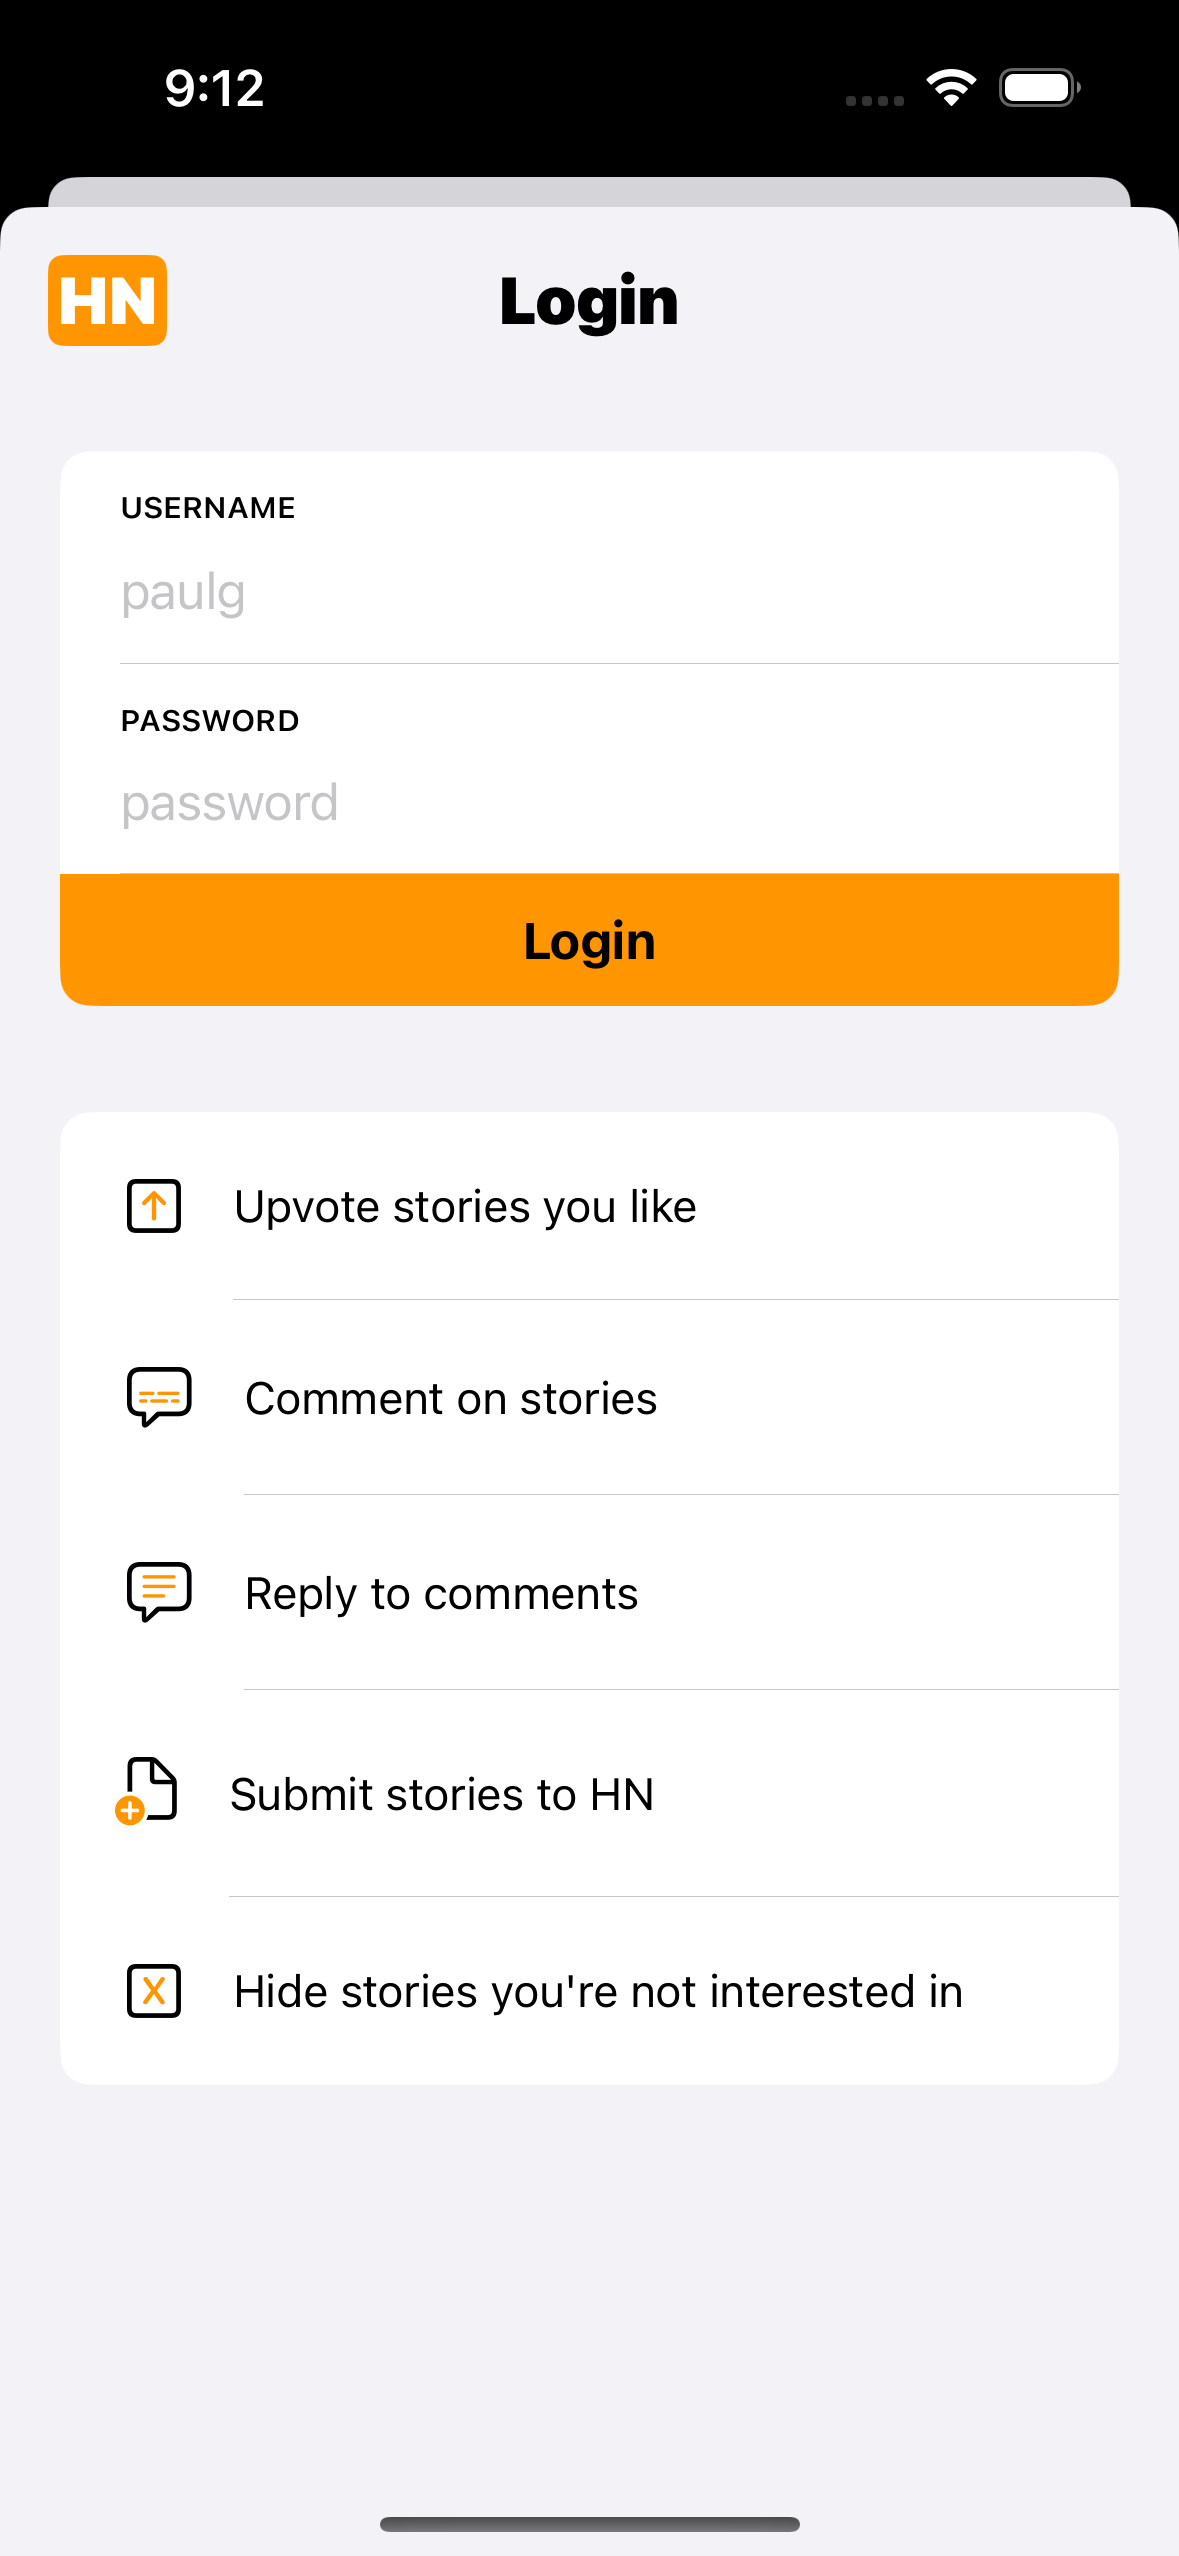 9:12
HN
Login
USERNAME
paulg
PASSWORD
password
Login
Upvote stories you like
Comment on stories
Reply to comments
Submit stories to HN
Hide stories you're not interested in